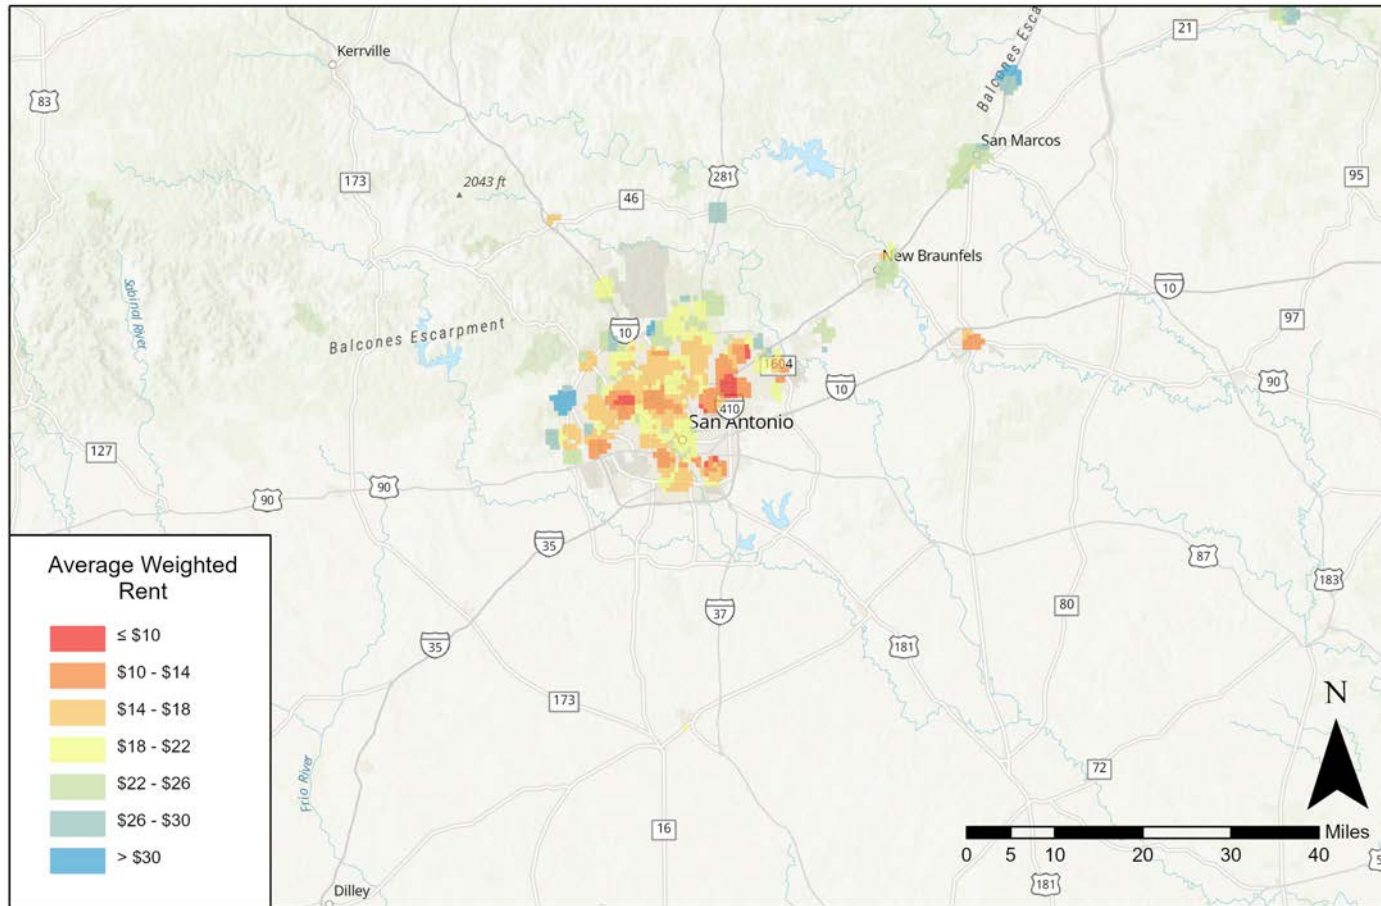 Kerrville
Balcones Esca
21
83
San Marcos
281
173
2043 ft
46
95
New Braunfels
10
Sabinal River
10
97
Balcones Escarpment
1604
10
90
410
San Antonio
127
90
90
35
87
183
37
80
35
181
173
72
Frio River
16
Dilley
181
5
Average Weighted
Rent
≤ $10
$10 - $14
$14 - $18
$18 - $22
$22 - $26
$26 - $30
> $30
N
Miles
0 5 10 20 30 40